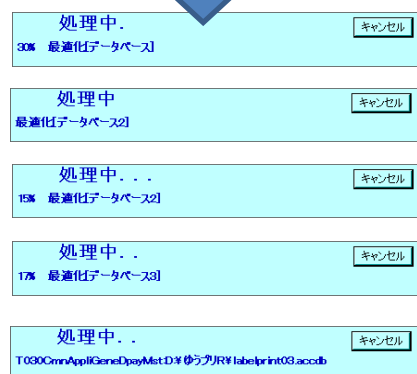 処理中.
キャンセル
30% 最適化[データベース]
処理中
キャンセル
最適化[データベース2]
処理中. . .
キャンセル
15% 最適化[データベース2]
処理中. .
キャンセル
17% 最適化[データベース3]
処理中. .
キャンセル
T030CmnAppliGeneDpayMst:D:¥ゆうプリR¥labelprint03.accdb